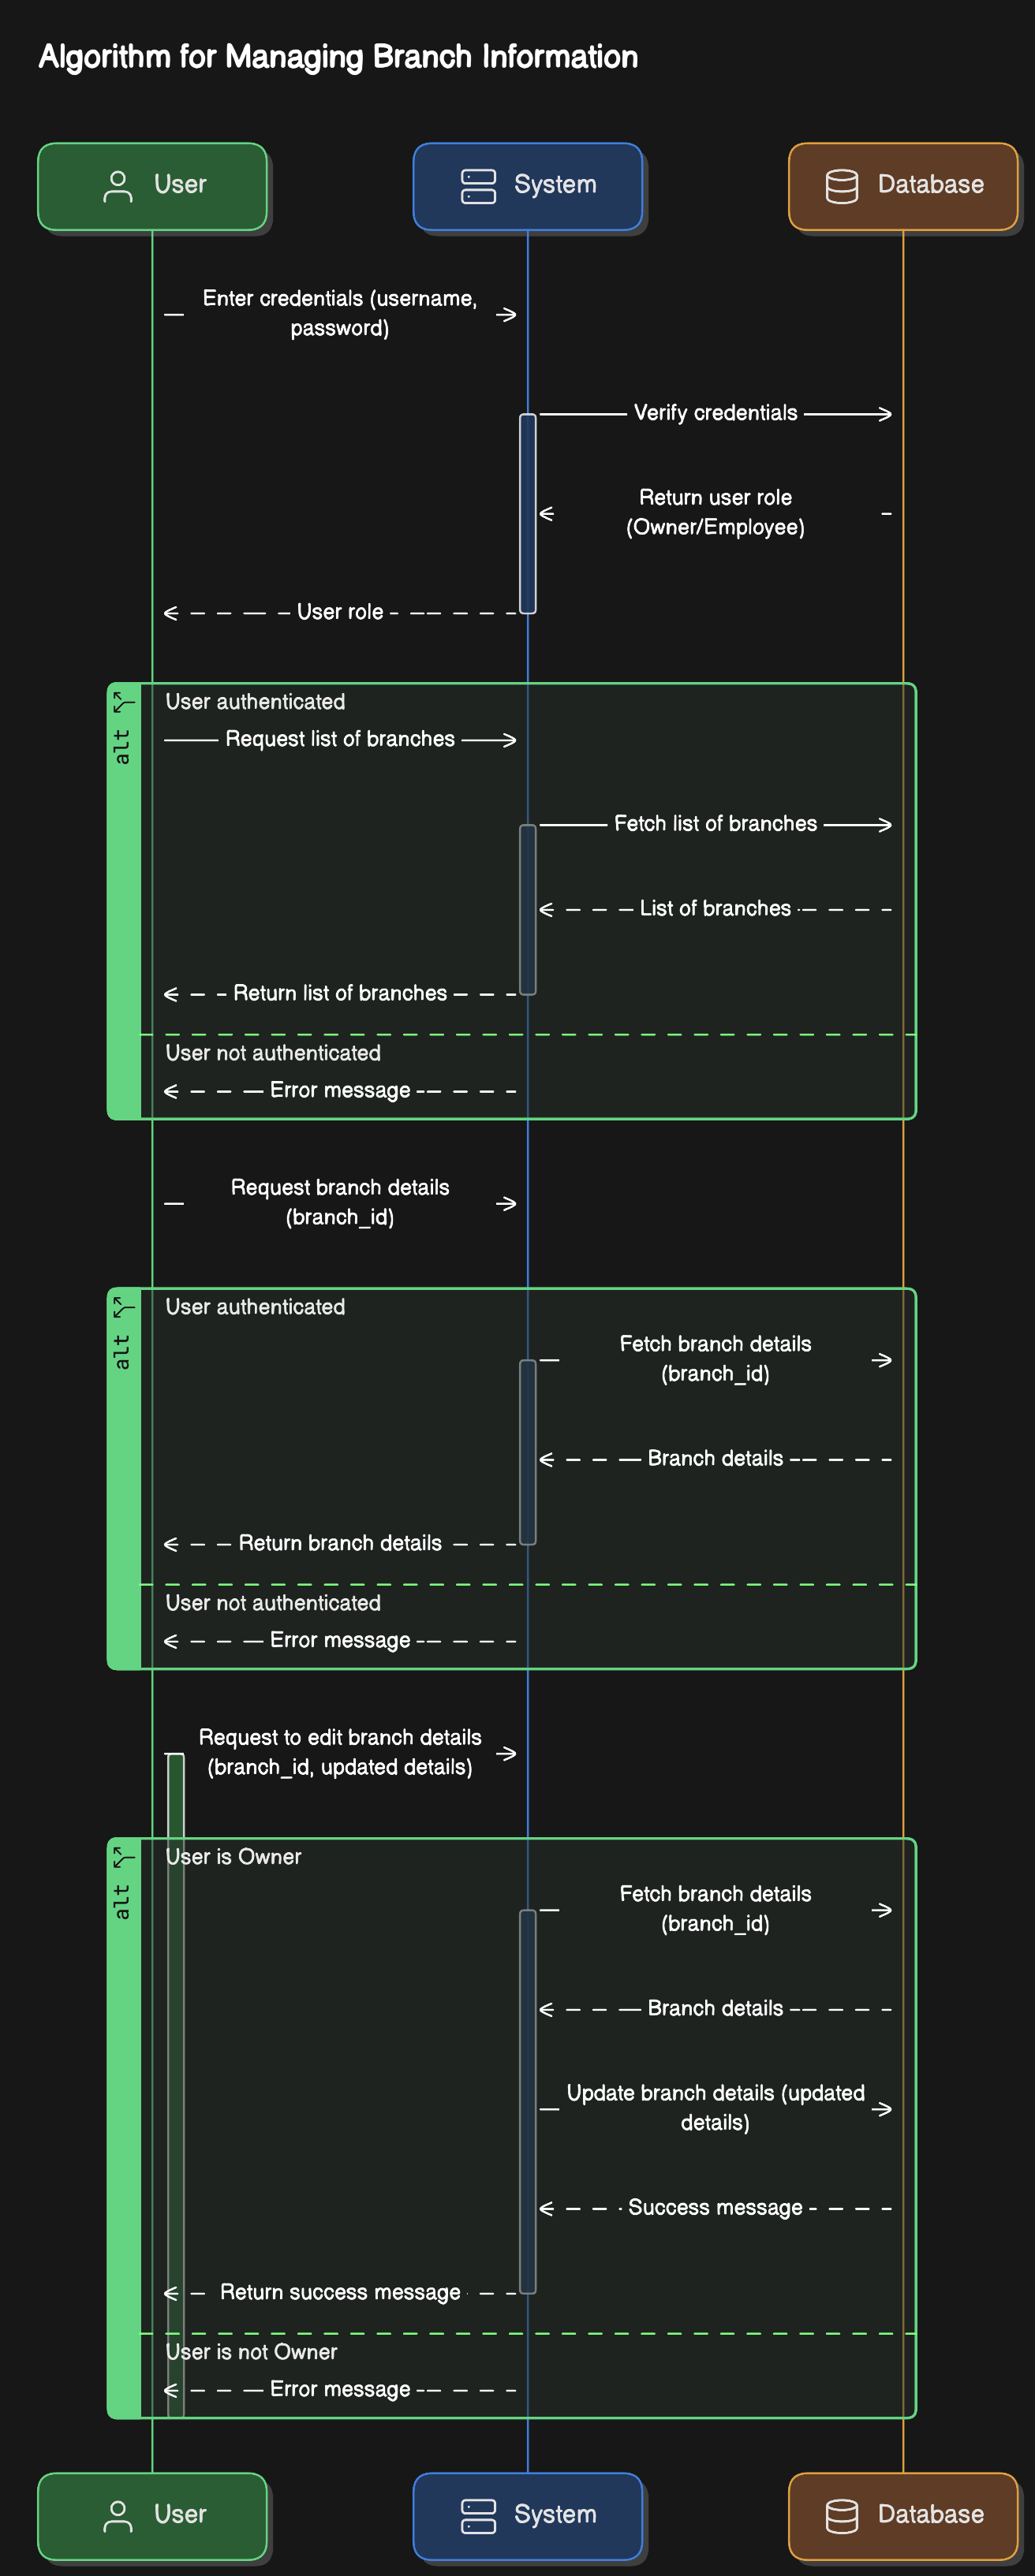 Algorithm for Managing Branch Information
User
System
Database
Enter credentials (username,
password)
Verify credentials
Return user role
(Owner/Employee)
User role
alt
User authenticated
Request list of branches
Fetch list of branches
List of branches
Return list of branches
User not authenticated
Error message
Request branch details
(branch_id)
alt
User authenticated
Fetch branch details
(branch_id)
Branch details
Return branch details
User not authenticated
Error message
Request to edit branch details
(branch_id, updated details)
alt
User is Owner
Fetch branch details
(branch_id)
Branch details
Update branch details (updated
details)
Success message
Return success message
User is not Owner
Error message
User
System
Database